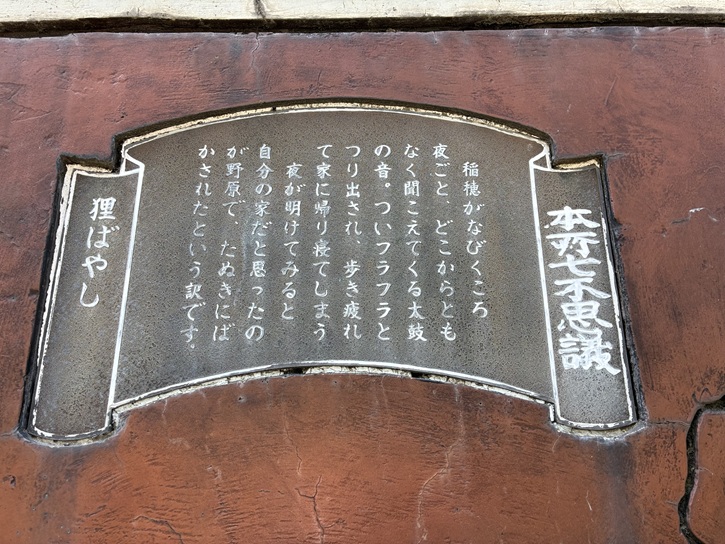 本所七不思議
稲穂がなびくころ
夜ごと、どこからとも
なく聞こえてくる太鼓
の音。ついフラフラと
つり出され、歩き疲れ
て家に帰り寝てしまう
夜が明けてみると
自分の家だと思ったの
が野原で、たぬきにば
かされたという訳です。
狸ばやし